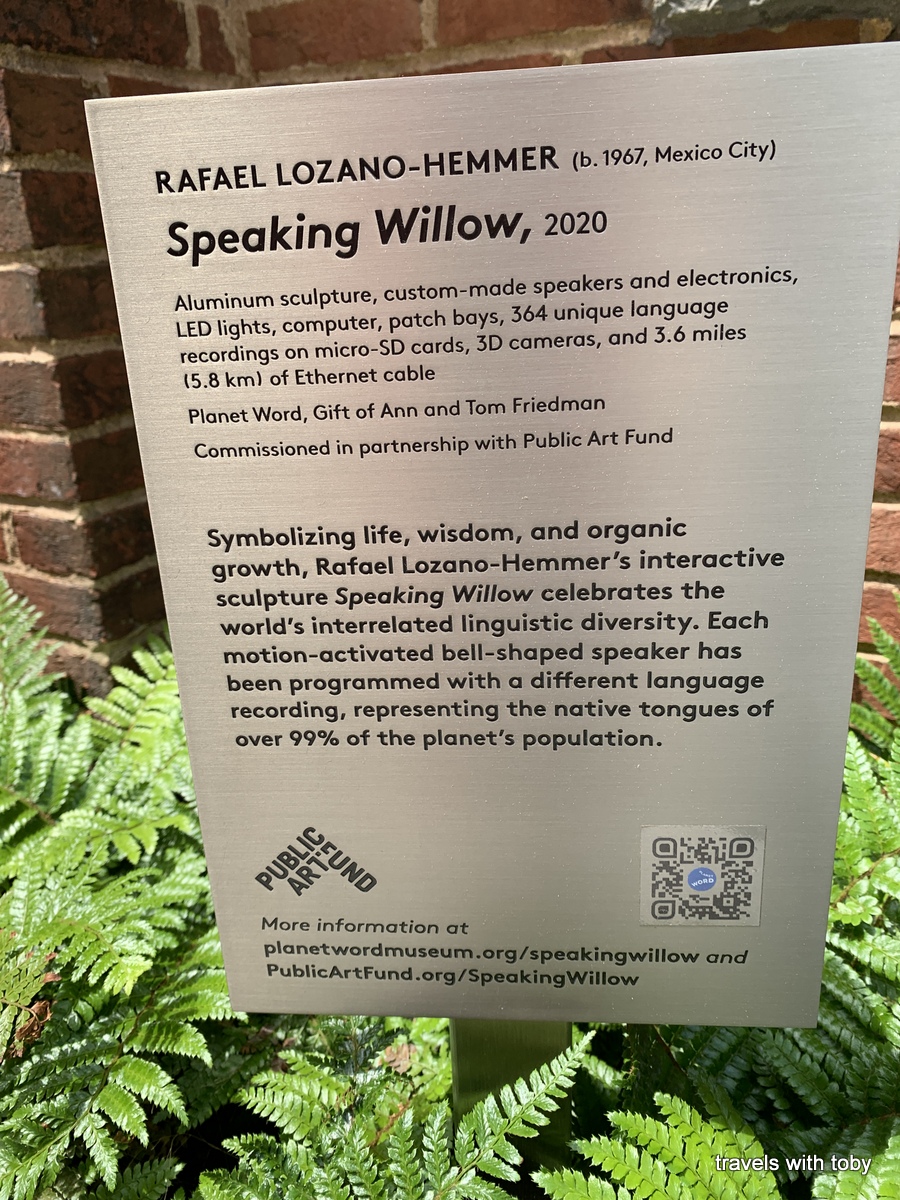 RAFAEL LOZANO-HEMMER (b. 1967, Mexico City)
Speaking Willow, 2020
Aluminum sculpture, custom-made speakers and electronics,
LED lights, computer, patch bays, 364 unique language
recordings on micro-SD cards, 3D cameras, and 3.6 miles
(5.8 km) of Ethernet cable
Planet Word, Gift of Ann and Tom Friedman
Commissioned in partnership with Public Art Fund
Symbolizing life, wisdom, and organic
growth, Rafael Lozano-Hemmer's interactive
sculpture Speaking Willow celebrates the
world's interrelated linguistic diversity. Each
motion-activated bell-shaped speaker has
been programmed with a different language
recording, representing the native tongues of
over 99% of the planet's population.
PUBLIC
ART FUND
WORD
More information at
planetwordmuseum.org/speakingwillow and
PublicArtFund.org/SpeakingWillow
travels with toby